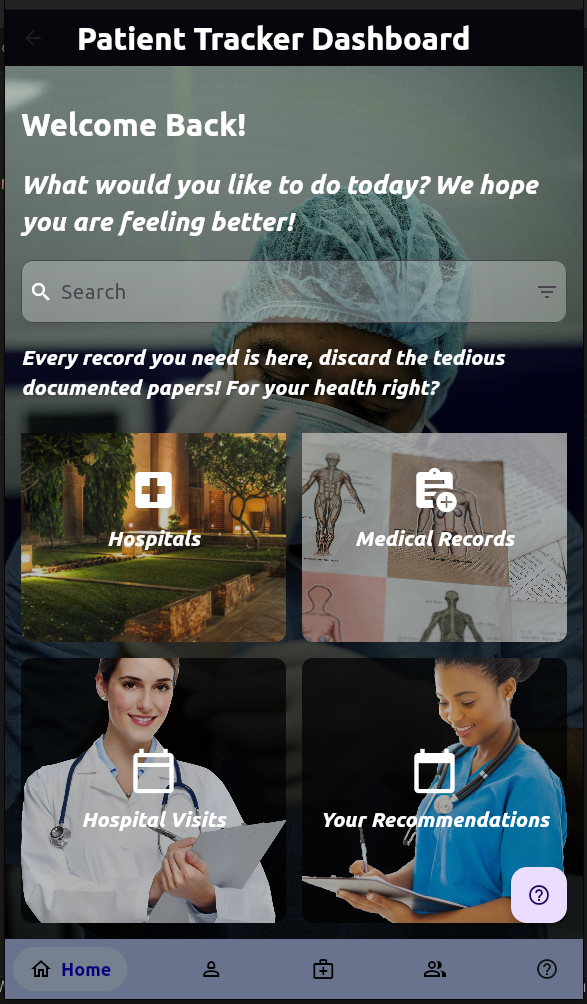 Patient Tracker Dashboard
Welcome Back!
What would you like to do today? We hope
you are feeling better!
Search
Every record you need is here, discard the tedious
documented papers! For your health right?
Hospitals
Medical Records
Hospital Visits
Your Recommendations
Home